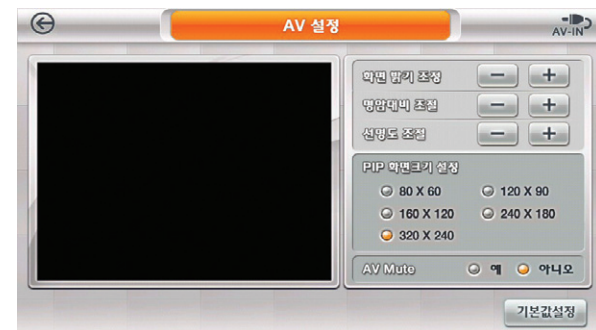 AV 설정
AV-IN
화면 밝기 조정
명암대비 조절
선명도 조절
PIP 화면크기 설정
80 X 60 120 X 90
160 X 120 240 X 180
320 X 240
AV Mute 예 아니오
기본값설정